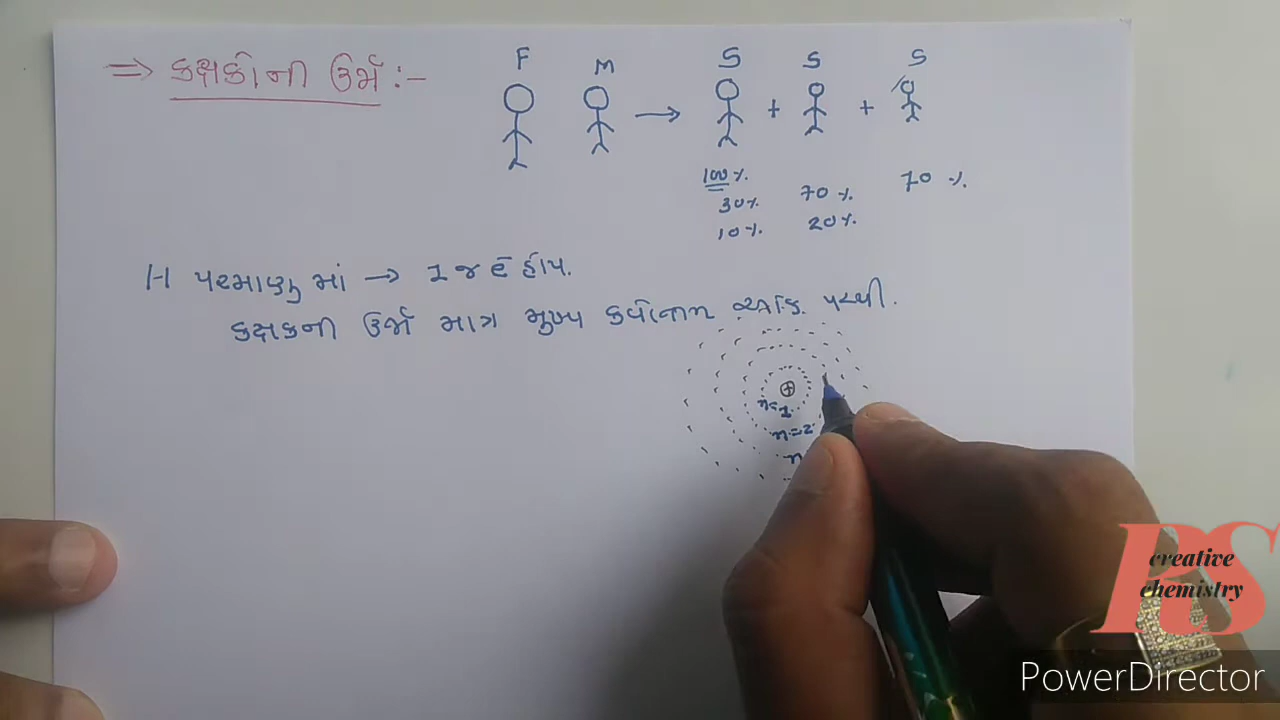 ⇒ કક્ષકોની ઉર્જા :-
F M → S + S + S
100% 70% 70 %
30% 20%
10%
H પરમાણુ માં → 1 જ e⁻ હોય.
કક્ષકની ઉર્જા માત્ર મુખ્ય ક્વોન્ટમ આંક પરથી.
+
n=1
n=2
n
RS
creative
chemistry
PowerDirector